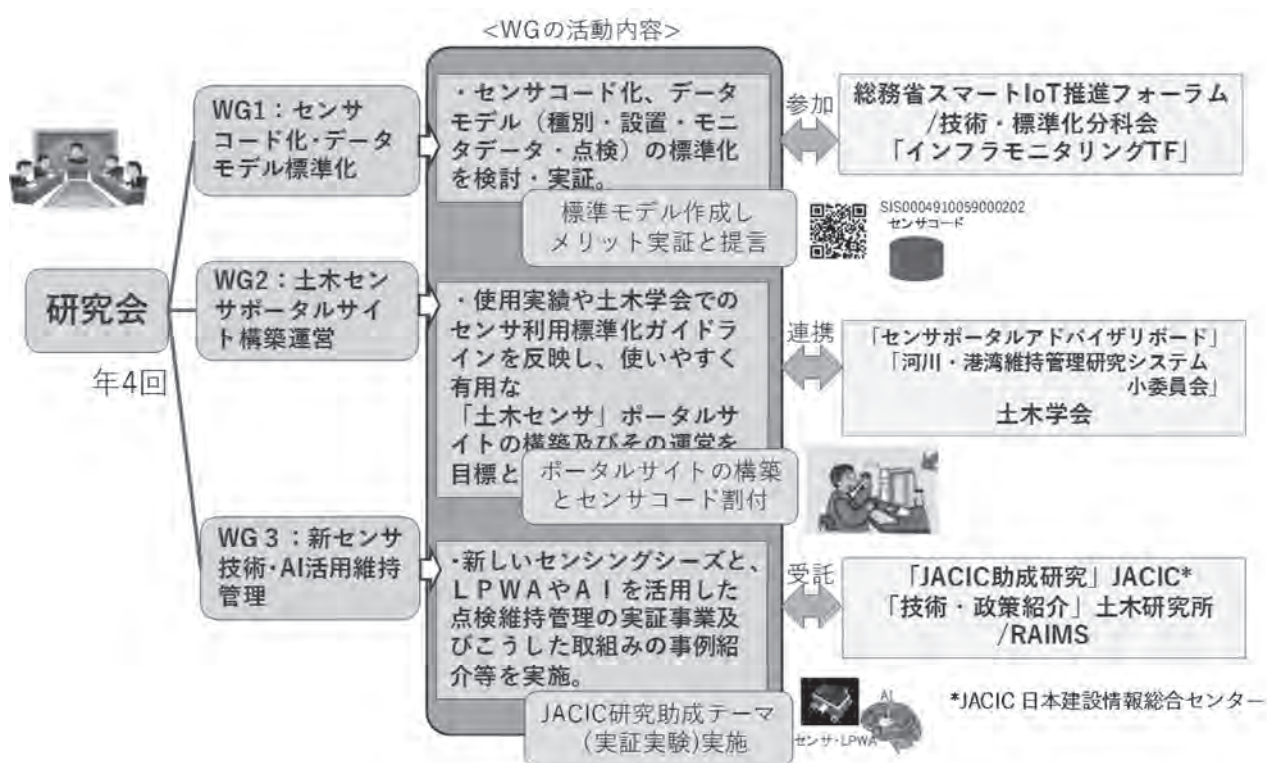 <WGの活動内容>
研究会
年4回
WG1:センサ
コード化・データ
モデル標準化
・センサコード化、データ
モデル(種別・設置・モニ
タデータ・点検)の標準化
を検討・実証。
標準モデル作成し
メリット実証と提言
参加
総務省スマートIoT推進フォーラム
/技術・標準化分科会
「インフラモニタリングTF」
SIS0004910059000202
センサコード
WG2:土木セン
サポータルサイ
ト構築運営
・使用実績や土木学会での
センサ利用標準化ガイドラ
インを反映し、使いやすく
有用な
「土木センサ」ポータルサ
イトの構築及びその運営を
目標と
ポータルサイトの構築
とセンサコード割付
連携
「センサポータルアドバイザリボード」
「河川・港湾維持管理研究システム
小委員会」
土木学会
WG3:新センサ
技術・AI活用維持
管理
・新しいセンシングシーズと、
LPWAやAIを活用した
点検維持管理の実証事業及
びこうした取組みの事例紹
介等を実施。
JACIC研究助成テーマ
(実証実験)実施
受託
「JACIC助成研究」JACIC*
「技術・政策紹介」土木研究所
/RAIMS
AI
センサ・LPWA
*JACIC 日本建設情報総合センター